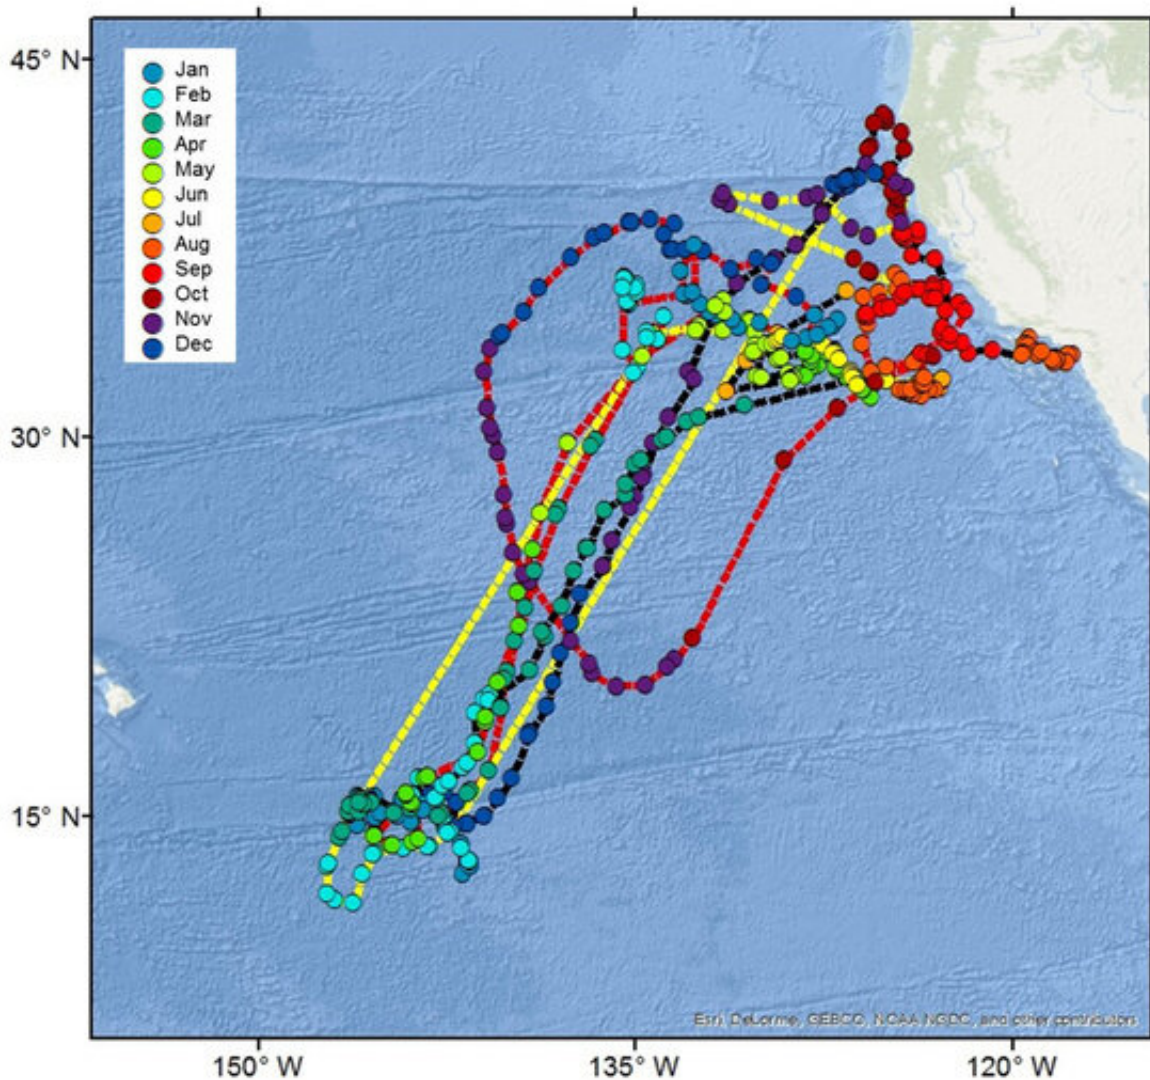 45° N
Jan
Feb
Mar
Apr
May
Jun
Jul
Aug
Sep
Oct
Nov
Dec
30° N
15° N
Esri, DeLorme, GEBCO, NOAA NGDC, and other contributors
150° W
135° W
120° W